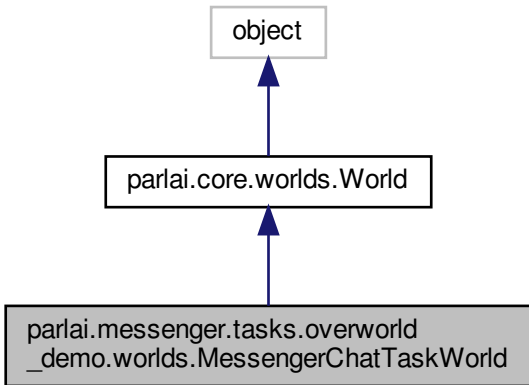 object
parlai.core.worlds.World
parlai.messenger.tasks.overworld
_demo.worlds.MessengerChatTaskWorld